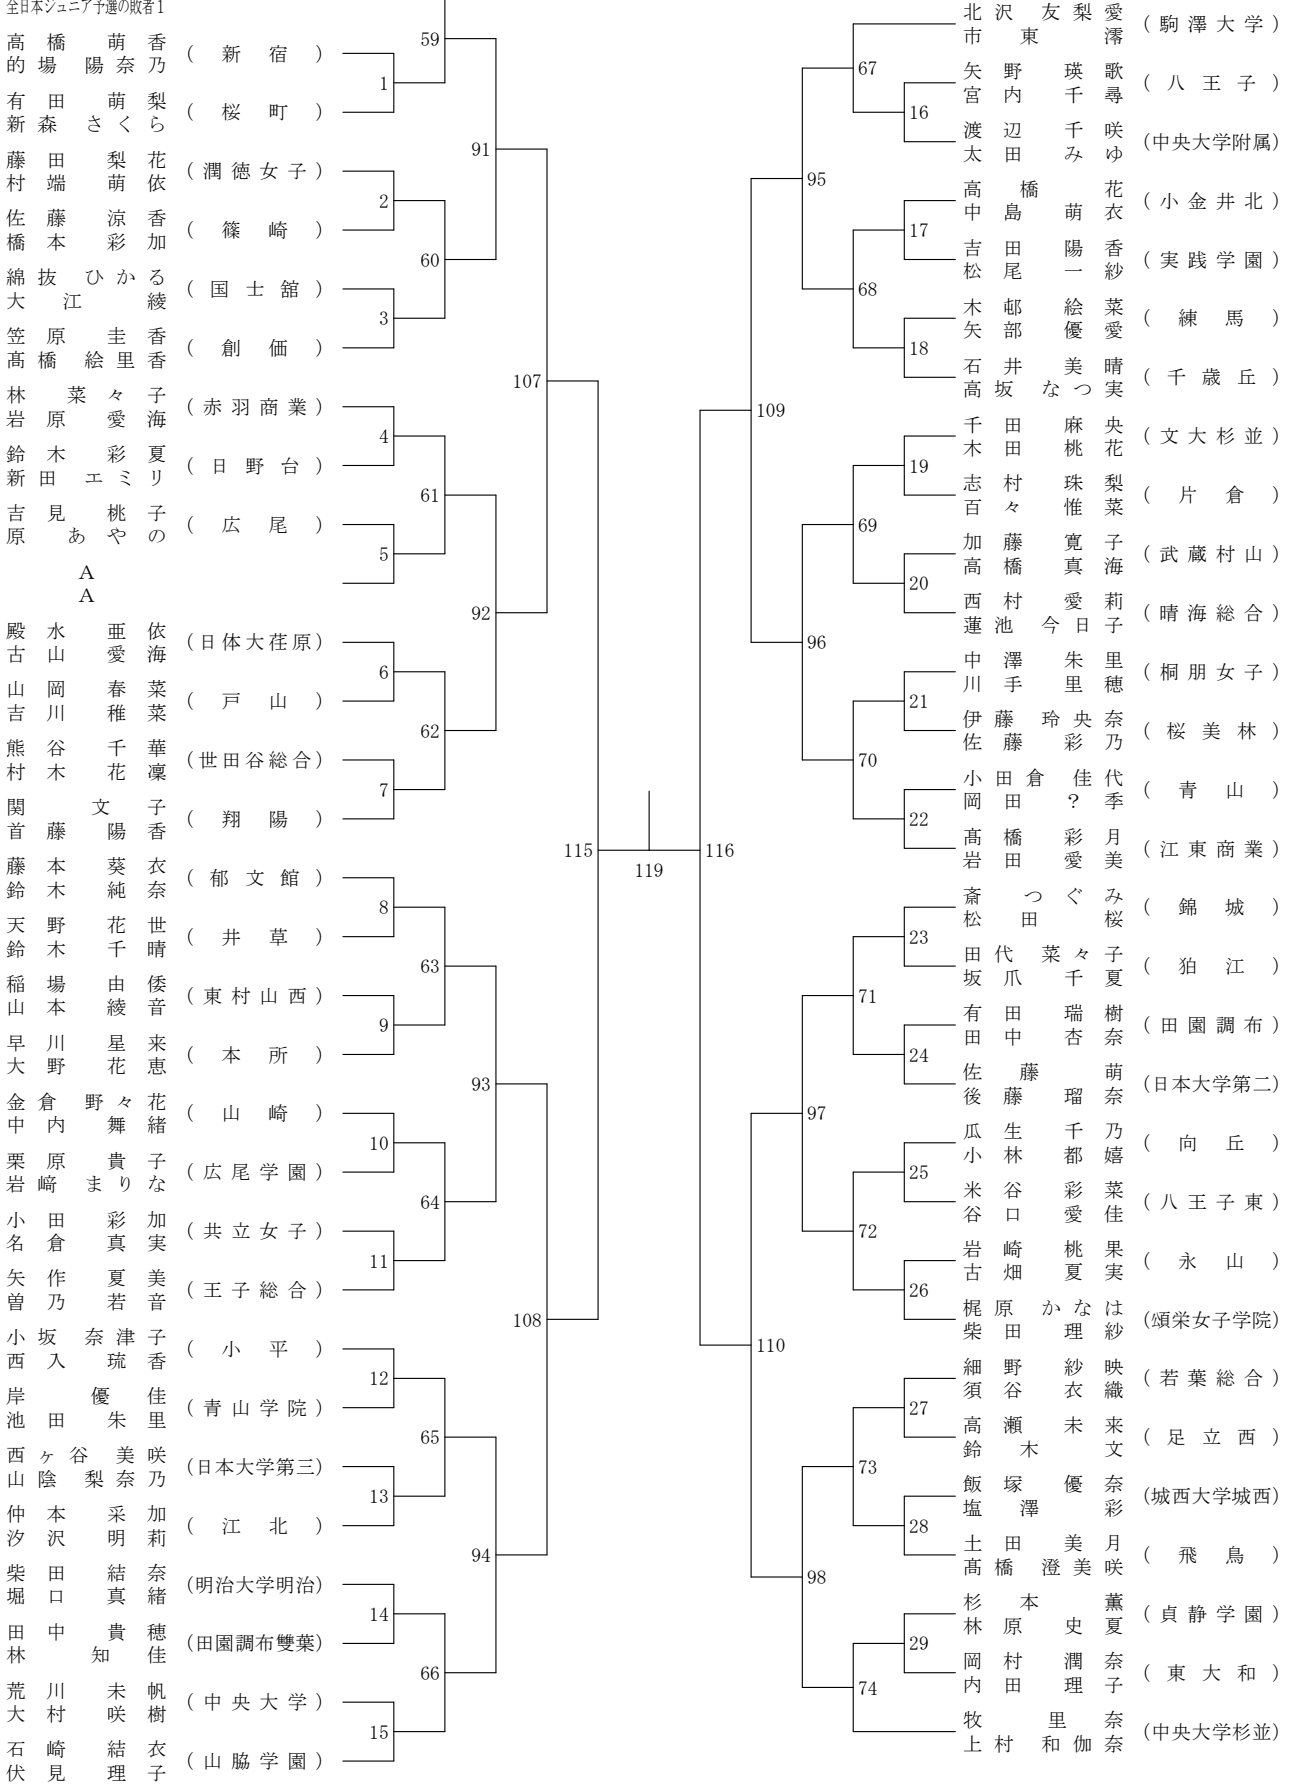 全日本ジュニア予選の敗者1
高橋 萌香
的場 陽奈乃
(新宿)
有田 萌梨
新森 さくら
(桜町)
藤田 梨花
村端 萌依
(潤徳女子)
佐藤 涼香
橋本 彩加
(篠崎)
綿抜 ひかる
大江 綾
(国士舘)
笠原 圭香
髙橋 絵里香
(創価)
林 菜々子
岩原 愛海
(赤羽商業)
鈴木 彩夏
新田 エミリ
(日野台)
吉見 桃子
原 あやの
(広尾)
A
A
殿水 亜依
古山 愛海
(日体大荏原)
山岡 春菜
吉川 稚菜
(戸山)
熊谷 千華
村木 花凜
(世田谷総合)
関 文子
首藤 陽香
(翔陽)
藤本 葵衣
鈴木 純奈
(郁文館)
天野 花世
鈴木 千晴
(井草)
稲場 由倭
山本 綾音
(東村山西)
早川 星来
大野 花恵
(本所)
金倉 野々花
中内 舞緒
(山崎)
栗原 貴子
岩﨑 まりな
(広尾学園)
小田 彩加
名倉 真実
(共立女子)
矢作 夏美
曽乃 若音
(王子総合)
小坂 奈津子
西入 琉香
(小平)
岸 優佳
池田 朱里
(青山学院)
西ヶ谷 美咲
山陰 梨奈乃
(日本大学第三)
仲本 采加
汐沢 明莉
(江北)
柴田 結奈
堀口 真緒
(明治大学明治)
田中 貴穂
林 知佳
(田園調布雙葉)
荒川 未帆
大村 咲樹
(中央大学)
石崎 結衣
伏見 理子
(山脇学園)
1
2
3
4
5
6
7
8
9
10
11
12
13
14
15
59
60
61
62
63
64
65
66
91
92
93
94
107
108
115
119
116
109
110
95
96
97
98
67
68
69
70
71
72
73
74
16
17
18
19
20
21
22
23
24
25
26
27
28
29
北沢 友梨愛
市東 澪
(駒澤大学)
矢野 瑛歌
宮内 千尋
(八王子)
渡辺 千咲
太田 みゆ
(中央大学附属)
高橋 花
中島 萌衣
(小金井北)
吉田 陽香
松尾 一紗
(実践学園)
木邨 絵菜
矢部 優愛
(練馬)
石井 美晴
高坂 なつ実
(千歳丘)
千田 麻央
木田 桃花
(文大杉並)
志村 珠梨
百々 惟菜
(片倉)
加藤 寛子
高橋 真海
(武蔵村山)
西村 愛莉
蓮池 今日子
(晴海総合)
中澤 朱里
川手 里穂
(桐朋女子)
伊藤 玲央奈
佐藤 彩乃
(桜美林)
小田倉 佳代
岡田 ?季
(青山)
髙橋 彩月
岩田 愛美
(江東商業)
斎 つぐみ
松田 桜
(錦城)
田代 菜々子
坂爪 千夏
(狛江)
有田 瑞樹
田中 杏奈
(田園調布)
佐藤 萌
後藤 瑠奈
(日本大学第二)
瓜生 千乃
小林 都嬉
(向丘)
米谷 彩菜
谷口 愛佳
(八王子東)
岩崎 桃果
古畑 夏実
(永山)
梶原 かなは
柴田 理紗
(頌栄女子学院)
細野 紗映
須谷 衣織
(若葉総合)
高瀬 未来
鈴木 文
(足立西)
飯塚 優奈
塩澤 彩
(城西大学城西)
土田 美月
髙橋 澄美咲
(飛鳥)
杉本 薫
林原 史夏
(貞静学園)
岡村 潤奈
内田 理子
(東大和)
牧 里奈
上村 和伽奈
(中央大学杉並)